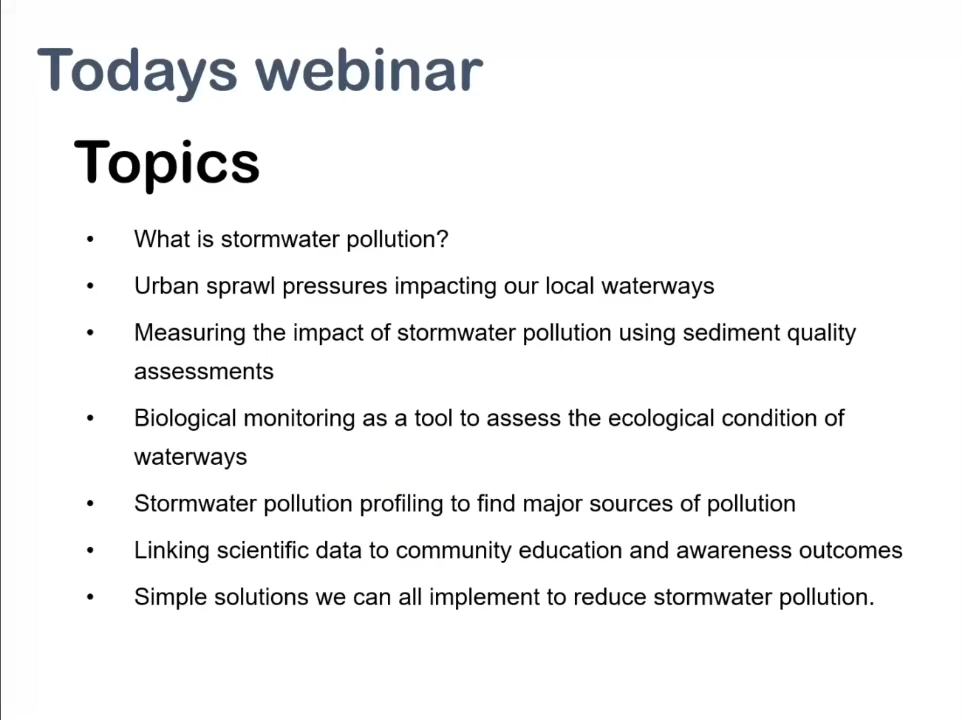 Todays webinar
Topics
• What is stormwater pollution?
• Urban sprawl pressures impacting our local waterways
• Measuring the impact of stormwater pollution using sediment quality
assessments
• Biological monitoring as a tool to assess the ecological condition of
waterways
• Stormwater pollution profiling to find major sources of pollution
• Linking scientific data to community education and awareness outcomes
• Simple solutions we can all implement to reduce stormwater pollution.